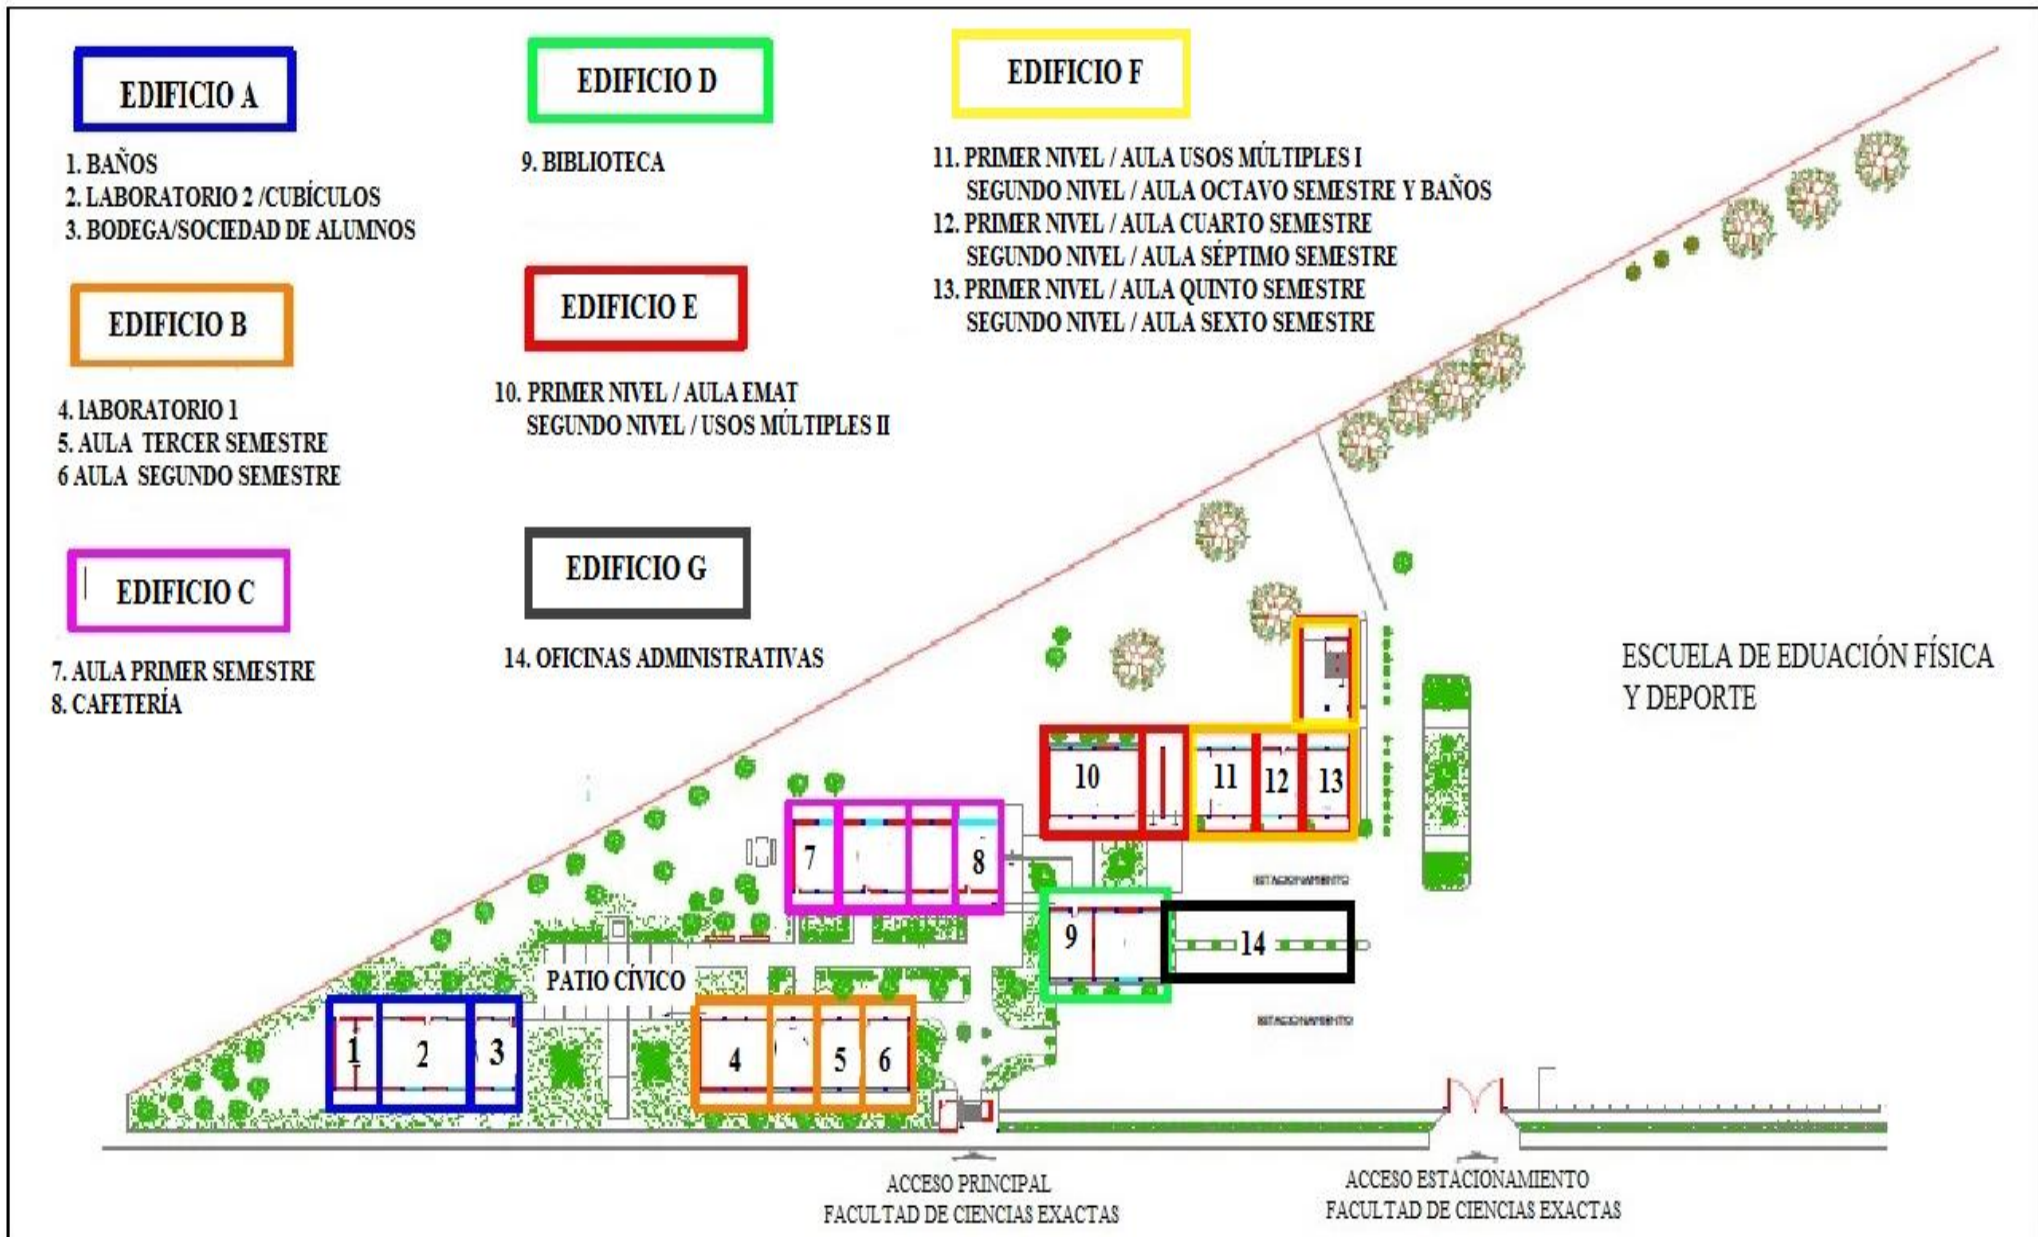 EDIFICIO A
1. BAÑOS
2. LABORATORIO 2 /CUBÍCULOS
3. BODEGA/SOCIEDAD DE ALUMNOS
EDIFICIO B
4. lABORATORIO 1
5. AULA TERCER SEMESTRE
6 AULA SEGUNDO SEMESTRE
EDIFICIO C
7. AULA PRIMER SEMESTRE
8. CAFETERÍA
EDIFICIO D
9. BIBLIOTECA
EDIFICIO E
10. PRIMER NIVEL / AULA EMAT
SEGUNDO NIVEL / USOS MÚLTIPLES II
EDIFICIO G
14. OFICINAS ADMINISTRATIVAS
EDIFICIO F
11. PRIMER NIVEL / AULA USOS MÚLTIPLES I
SEGUNDO NIVEL / AULA OCTAVO SEMESTRE Y BAÑOS
12. PRIMER NIVEL / AULA CUARTO SEMESTRE
SEGUNDO NIVEL / AULA SÉPTIMO SEMESTRE
13. PRIMER NIVEL / AULA QUINTO SEMESTRE
SEGUNDO NIVEL / AULA SEXTO SEMESTRE
ESCUELA DE EDUACIÓN FÍSICA
Y DEPORTE
10 11 12 13
7 8
ESTACIONAMIENTO
9 14
PATIO CÍVICO
ESTACIONAMIENTO
1 2 3 4 5 6
ACCESO PRINCIPAL
FACULTAD DE CIENCIAS EXACTAS
ACCESO ESTACIONAMIENTO
FACULTAD DE CIENCIAS EXACTAS